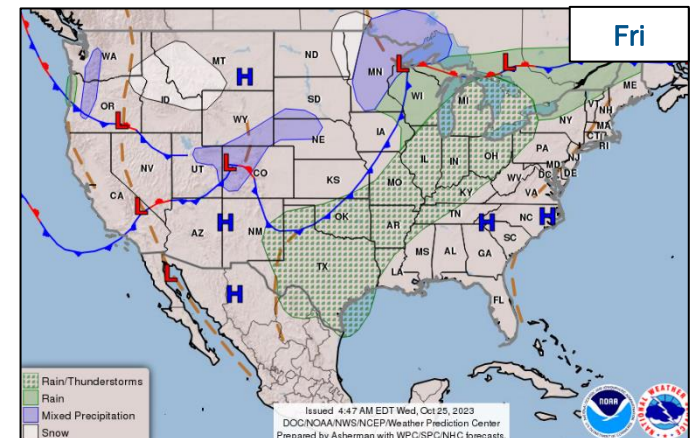 Fri
WA
MT
ND
MN
H
L
L
OR
ID
SD
WI
MI
ME
L
WY
VT
NH
NY
MA
CT
RI
IA
NE
PA
NJ
NV
UT
L
CO
IL
IN
OH
MD
DE
DC
WV
VA
CA
KS
MO
KY
L
AZ
H
NM
OK
AR
TN
H
NC
H
SC
MS
AL
GA
L
H
TX
LA
FL
Rain/Thunderstorms
Rain
Mixed Precipitation
Snow
Issued 4:47 AM EDT Wed, Oct 25, 2023
DOC/NOAA/NWS/NCEP/Weather Prediction Center
Prepared by Asherman with WPC/SPC/NHC forecasts
NOAA
NATIONAL WEATHER